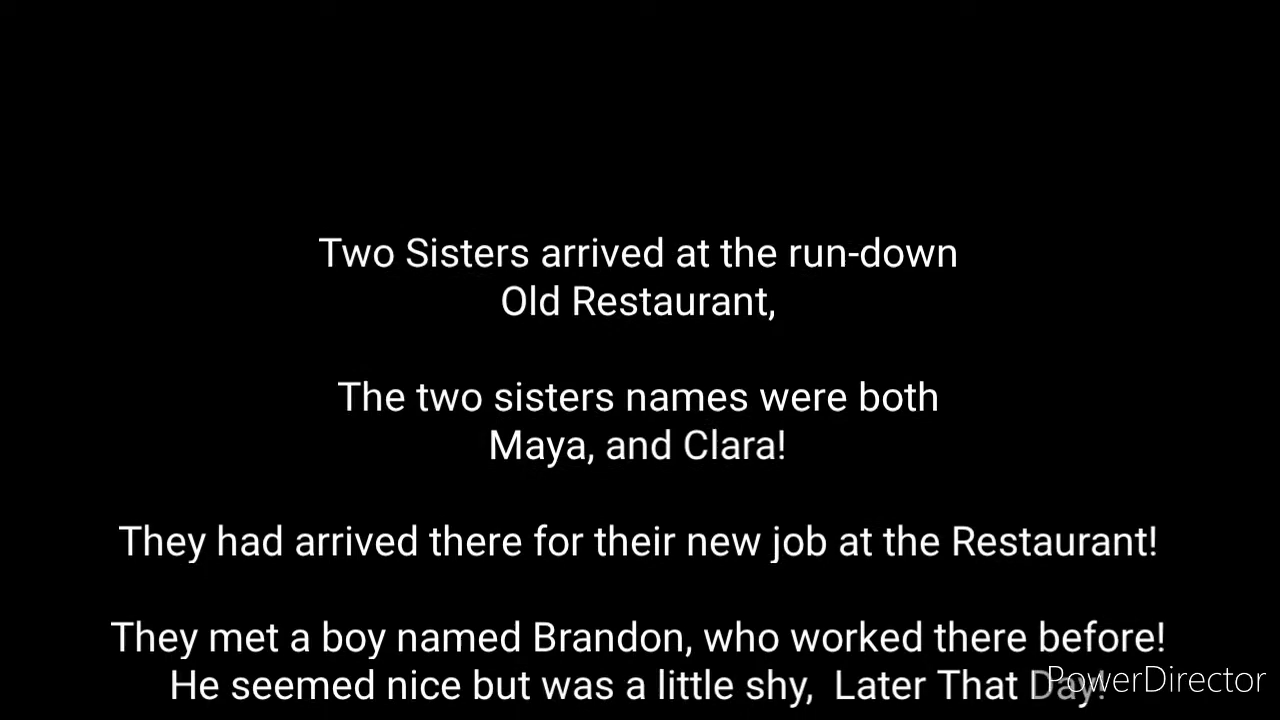 Two Sisters arrived at the run-down
Old Restaurant,
The two sisters names were both
Maya, and Clara!
They had arrived there for their new job at the Restaurant!
They met a boy named Brandon, who worked there before!
He seemed nice but was a little shy,  Later That Day!
PowerDirector